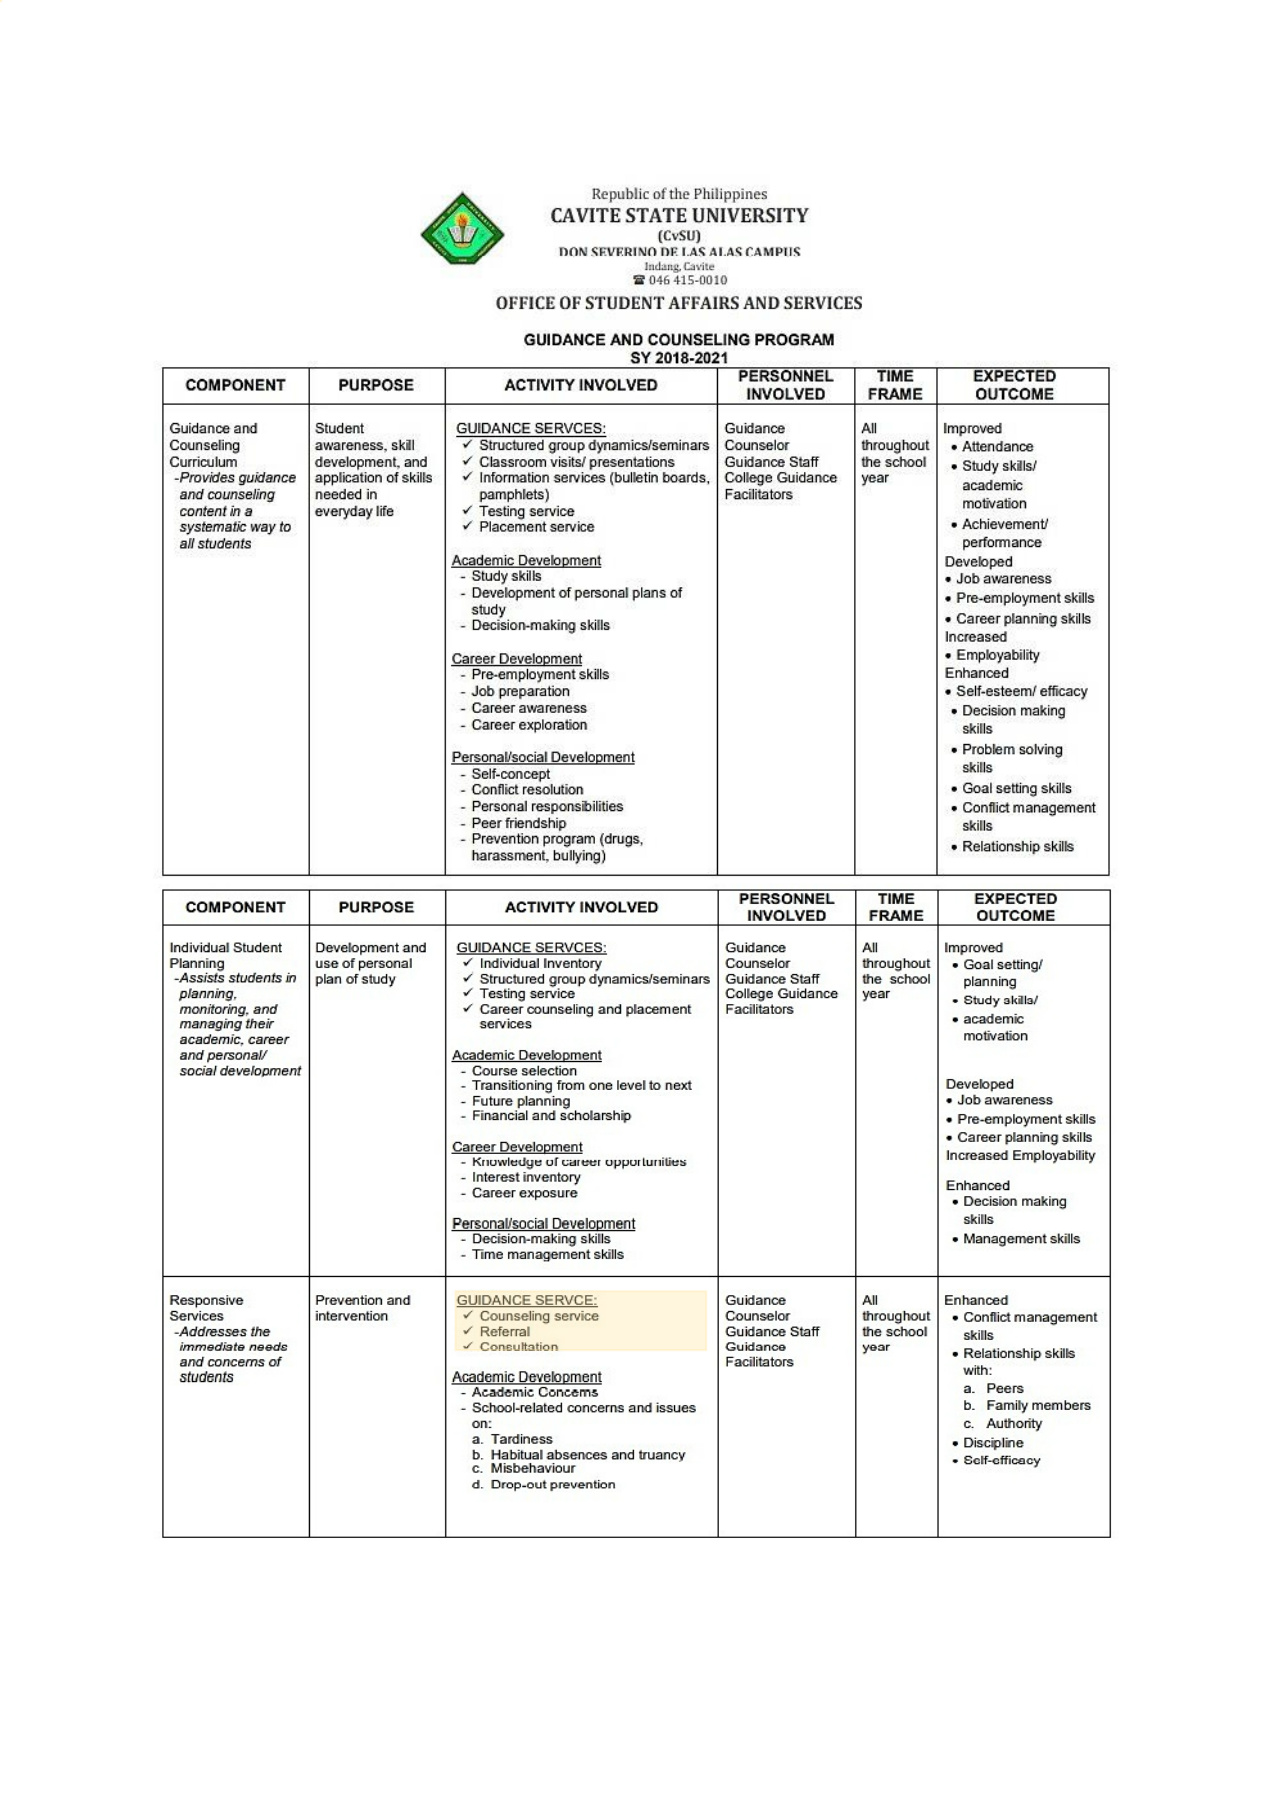 Republic of the Philippines
CAVITE STATE UNIVERSITY
(CvSU)
DON SEVERINO DE LAS ALAS CAMPUS
Indang, Cavite
☎ 046 415-0010
OFFICE OF STUDENT AFFAIRS AND SERVICES
GUIDANCE AND COUNSELING PROGRAM
SY 2018-2021
COMPONENT
PURPOSE
ACTIVITY INVOLVED
PERSONNEL
INVOLVED
TIME
FRAME
EXPECTED
OUTCOME
Guidance and
Counseling
Curriculum
-Provides guidance
and counseling
content in a
systematic way to
all students
Student
awareness, skill
development, and
application of skills
needed in
everyday life
GUIDANCE SERVCES:
✓ Structured group dynamics/seminars
✓ Classroom visits/ presentations
✓ Information services (bulletin boards,
pamphlets)
✓ Testing service
✓ Placement service
Academic Development
- Study skills
- Development of personal plans of
study
- Decision-making skills
Career Development
- Pre-employment skills
- Job preparation
- Career awareness
- Career exploration
Personal/social Development
- Self-concept
- Conflict resolution
- Personal responsibilities
- Peer friendship
- Prevention program (drugs,
harassment, bullying)
Guidance
Counselor
Guidance Staff
College Guidance
Facilitators
All
throughout
the school
year
Improved
• Attendance
• Study skills/
academic
motivation
• Achievement/
performance
Developed
• Job awareness
• Pre-employment skills
• Career planning skills
Increased
• Employability
Enhanced
• Self-esteem/ efficacy
• Decision making
skills
• Problem solving
skills
• Goal setting skills
• Conflict management
skills
• Relationship skills
COMPONENT
PURPOSE
ACTIVITY INVOLVED
PERSONNEL
INVOLVED
TIME
FRAME
EXPECTED
OUTCOME
Individual Student
Planning
-Assists students in
planning,
monitoring, and
managing their
academic, career
and personal/
social development
Development and
use of personal
plan of study
GUIDANCE SERVCES:
✓ Individual Inventory
✓ Structured group dynamics/seminars
✓ Testing service
✓ Career counseling and placement
services
Academic Development
- Course selection
- Transitioning from one level to next
- Future planning
- Financial and scholarship
Career Development
- Knowledge of career opportunities
- Interest inventory
- Career exposure
Personal/social Development
- Decision-making skills
- Time management skills
Guidance
Counselor
Guidance Staff
College Guidance
Facilitators
All
throughout
the school
year
Improved
• Goal setting/
planning
• Study skills/
• academic
motivation
Developed
• Job awareness
• Pre-employment skills
• Career planning skills
Increased Employability
Enhanced
• Decision making
skills
• Management skills
Responsive
Services
-Addresses the
immediate needs
and concerns of
students
Prevention and
intervention
GUIDANCE SERVCE:
✓ Counseling service
✓ Referral
✓ Consultation
Academic Development
- Academic Concerns
- School-related concerns and issues
on:
a. Tardiness
b. Habitual absences and truancy
c. Misbehaviour
d. Drop-out prevention
Guidance
Counselor
Guidance Staff
Guidance
Facilitators
All
throughout
the school
year
Enhanced
• Conflict management
skills
• Relationship skills
with:
a. Peers
b. Family members
c. Authority
• Discipline
• Self-efficacy